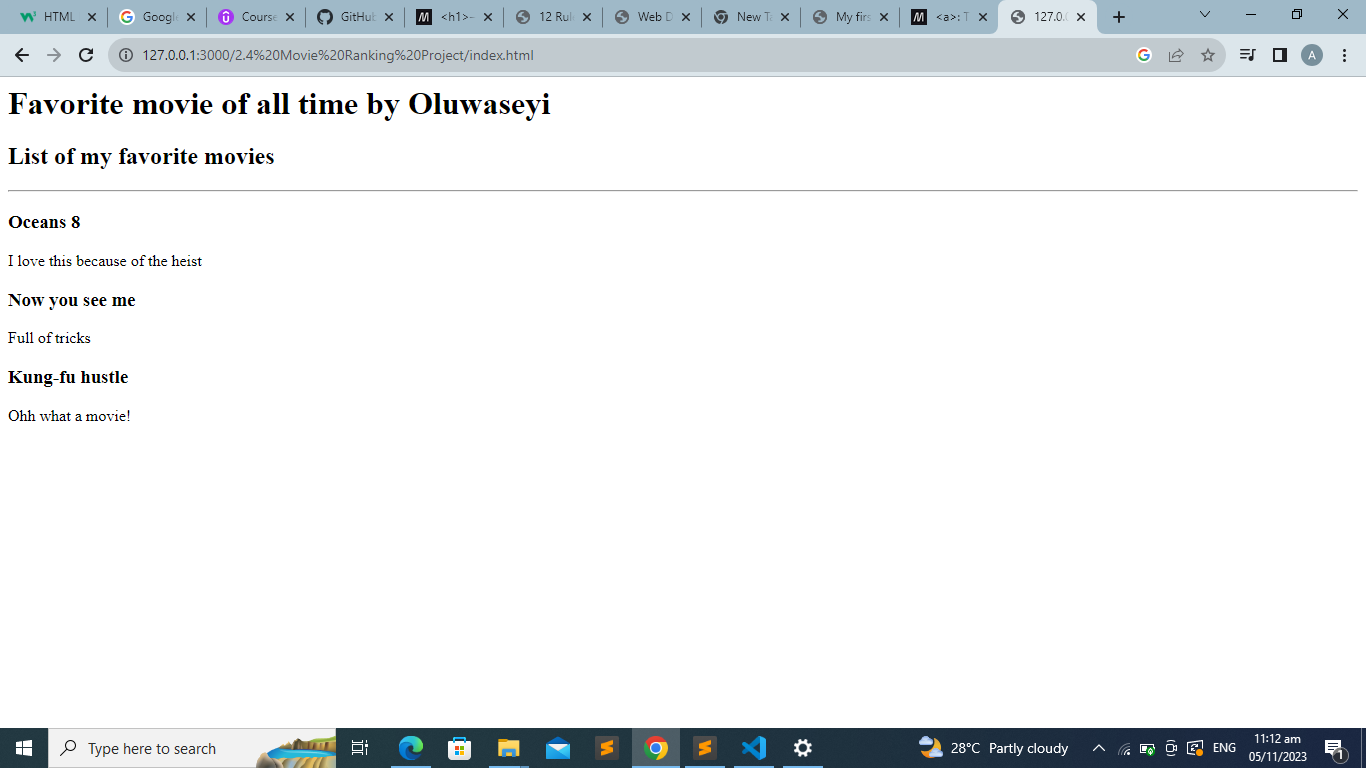 HTML
Google
Course
GitHub
<h1>–
12 Rul
Web D
New Ta
My firs
<a>: T
127.0.0
127.0.0.1:3000/2.4%20Movie%20Ranking%20Project/index.html
A
Favorite movie of all time by Oluwaseyi
List of my favorite movies
Oceans 8
I love this because of the heist
Now you see me
Full of tricks
Kung-fu hustle
Ohh what a movie!
Type here to search
28°C Partly cloudy
ENG
11:12 am
05/11/2023
1